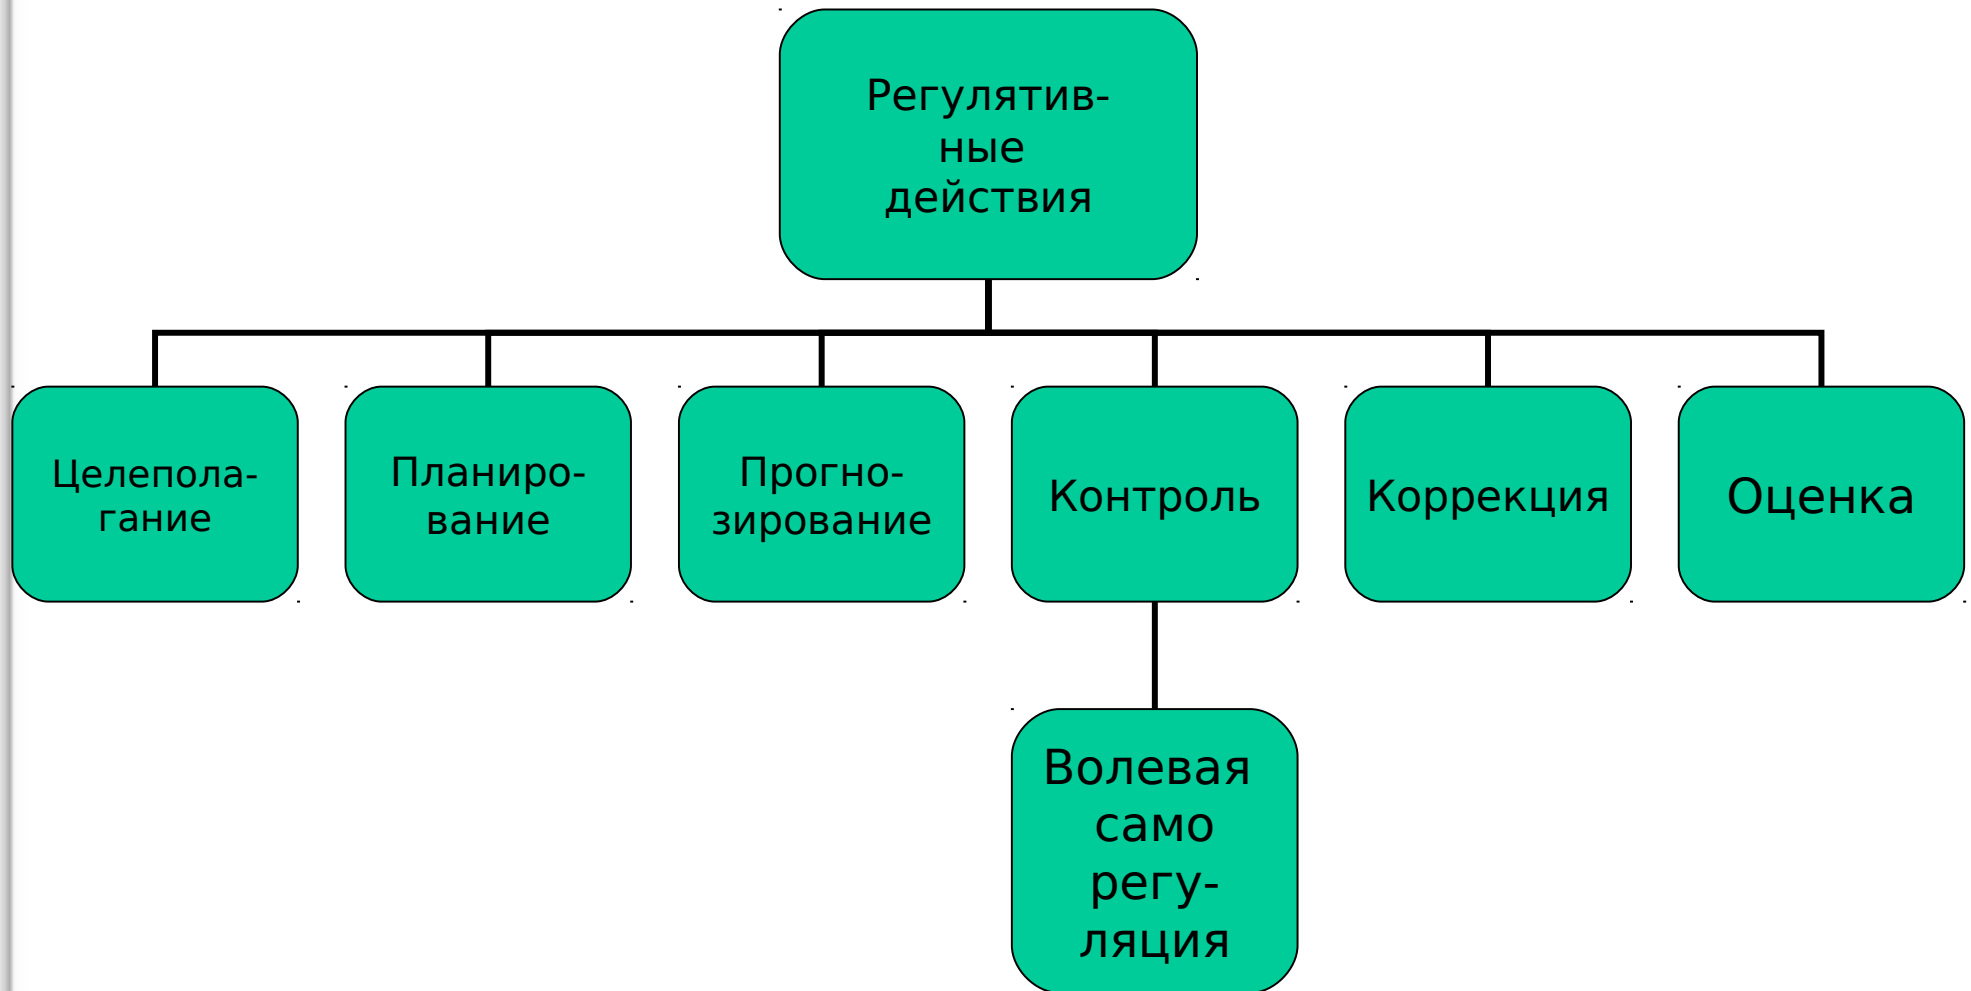 Регулятив-
ные
действия
Целепола-
гание
Планиро-
вание
Прогно-
зирование
Контроль
Коррекция
Оценка
Волевая
само
регу-
ляция